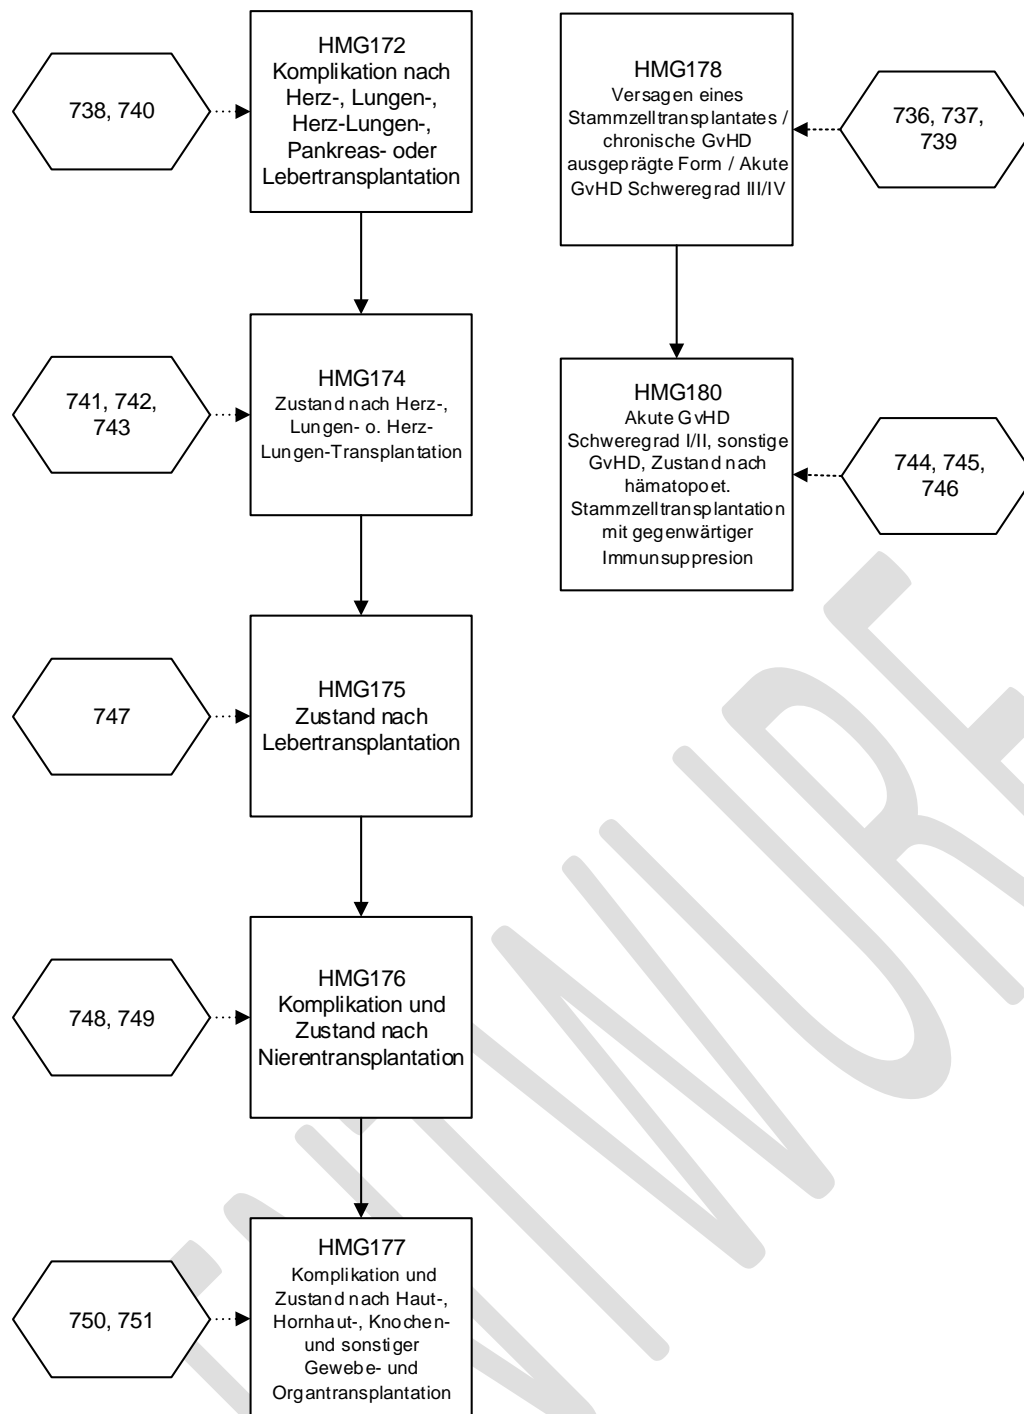 738, 740
HMG172
Komplikation nach
Herz-, Lungen-,
Herz-Lungen-,
Pankreas- oder
Lebertransplantation
741, 742,
743
HMG174
Zustand nach Herz-,
Lungen- o. Herz-
Lungen-Transplantation
747
HMG175
Zustand nach
Lebertransplantation
748, 749
HMG176
Komplikation und
Zustand nach
Nierentransplantation
750, 751
HMG177
Komplikation und
Zustand nach Haut-,
Hornhaut-, Knochen-
und sonstiger
Gewebe- und
Organtransplantation
HMG178
Versagen eines
Stammzelltransplantates /
chronische GvHD
ausgeprägte Form / Akute
GvHD Schweregrad III/IV
736, 737,
739
HMG180
Akute GvHD
Schweregrad I/II, sonstige
GvHD, Zustand nach
hämatopoet.
Stammzelltransplantation
mit gegenwärtiger
Immunsuppresion
744, 745,
746
ENTWURF